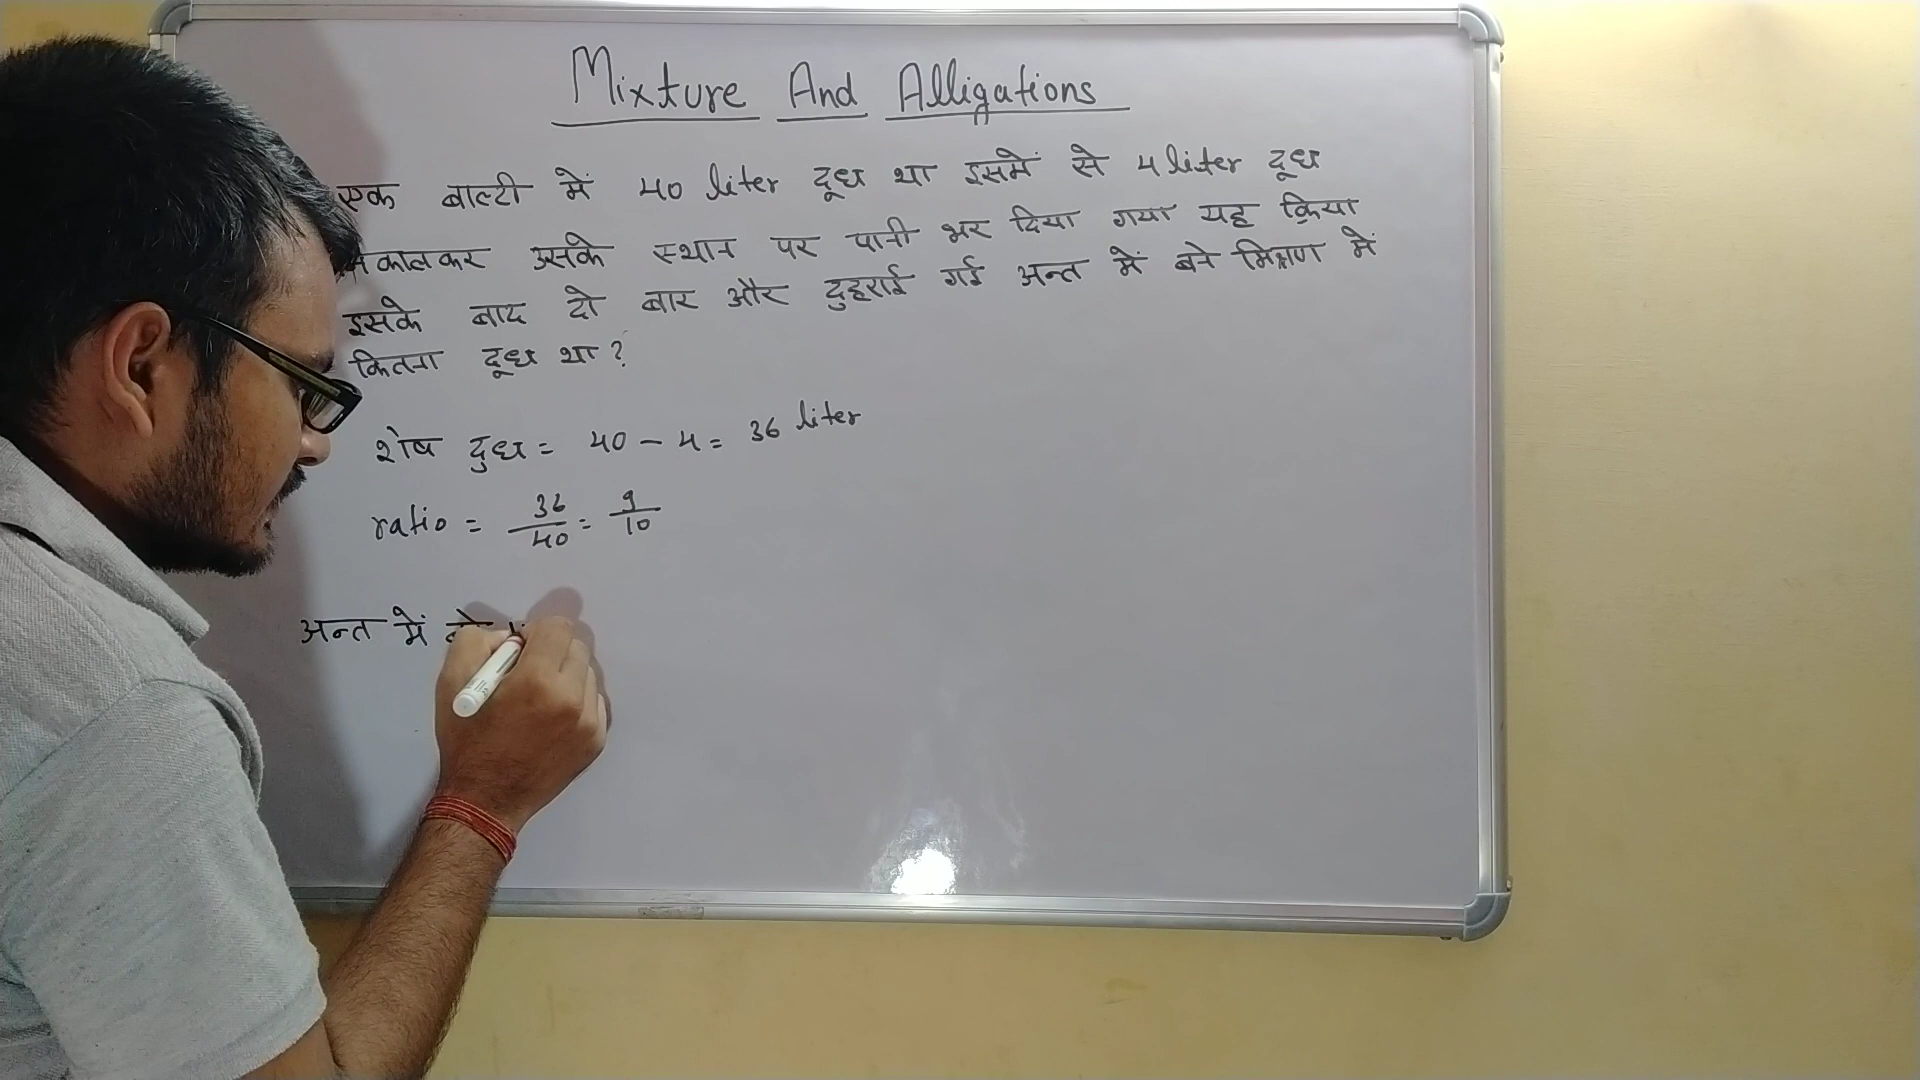 Mixture And Alligations
एक बाल्टी में 40 liter दूध था इसमें से 4 liter दूध
उसके स्थान पर पानी भर दिया गया यह क्रिया
इसके बाद दो बार और दुहराई गई अन्त में बने मिश्रण में
कितना दूध था?
शेष दुध = 40 - 4 = 36 liter
ratio = 36/40 = 9/10
अन्त में